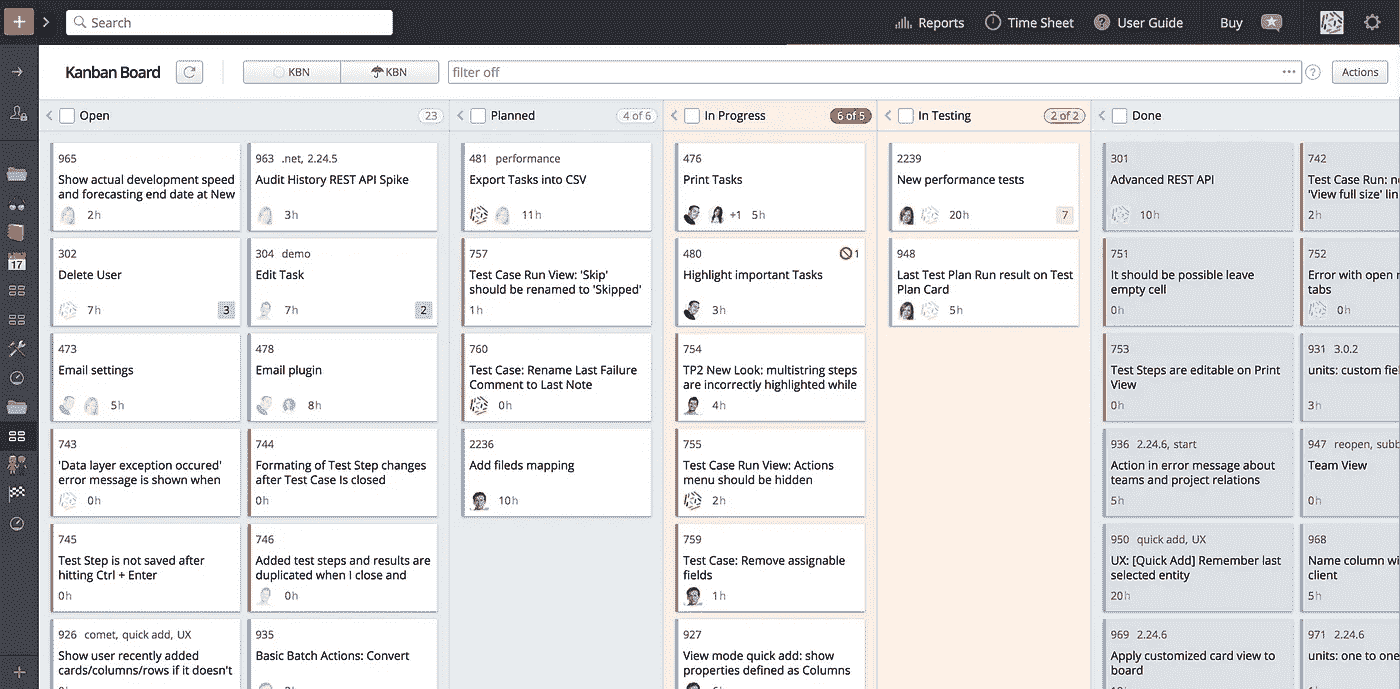 Search
Reports
Time Sheet
User Guide
Buy
Kanban Board
KBN
KBN
filter off
Actions
Open
23
965
Show actual development speed
and forecasting end date at New
2h
963 .net, 2.24.5
Audit History REST API Spike
3h
302
Delete User
7h
3
304 demo
Edit Task
7h
2
473
Email settings
5h
478
Email plugin
8h
743
'Data layer exception occured'
error message is shown when
0h
744
Formating of Test Step changes
after Test Case Is closed
0h
745
Test Step is not saved after
hitting Ctrl + Enter
0h
746
Added test steps and results are
duplicated when I close and
0h
926 comet, quick add, UX
Show user recently added
cards/columns/rows if it doesn't
935
Basic Batch Actions: Convert
Planned
4 of 6
481 performance
Export Tasks into CSV
11h
757
Test Case Run View: 'Skip'
should be renamed to 'Skipped'
1h
760
Test Case: Rename Last Failure
Comment to Last Note
0h
2236
Add fileds mapping
10h
In Progress
6 of 5
476
Print Tasks
+1 5h
480
1
Highlight important Tasks
3h
754
TP2 New Look: multistring steps
are incorrectly highlighted while
4h
755
Test Case Run View: Actions
menu should be hidden
2h
759
Test Case: Remove assignable
fields
1h
927
View mode quick add: show
properties defined as Columns
In Testing
2 of 2
2239
New performance tests
20h
7
948
Last Test Plan Run result on Test
Plan Card
5h
Done
301
Advanced REST API
10h
742
Test Case Run: n
'View full size' lin
2h
751
It should be possible leave
empty cell
0h
752
Error with open
tabs
0h
753
Test Steps are editable on Print
View
0h
931 3.0.2
units: custom fie
3h
936 2.24.6, start
Action in error message about
teams and project relations
5h
947 reopen, subb
Team View
0h
950 quick add, UX
UX: [Quick Add] Remember last
selected entity
20h
968
Name column wi
client
5h
969 2.24.6
Apply customized card view to
board
971 2.24.6
units: one to one
17